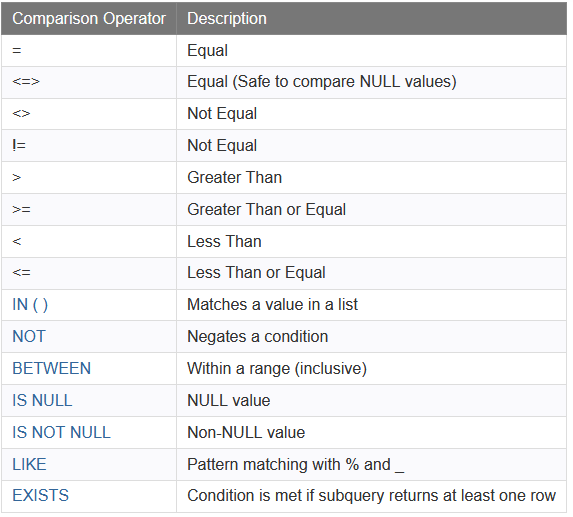 Comparison Operator Description
= Equal
<=> Equal (Safe to compare NULL values)
<> Not Equal
!= Not Equal
> Greater Than
>= Greater Than or Equal
< Less Than
<= Less Than or Equal
IN ( ) Matches a value in a list
NOT Negates a condition
BETWEEN Within a range (inclusive)
IS NULL NULL value
IS NOT NULL Non-NULL value
LIKE Pattern matching with % and _
EXISTS Condition is met if subquery returns at least one row